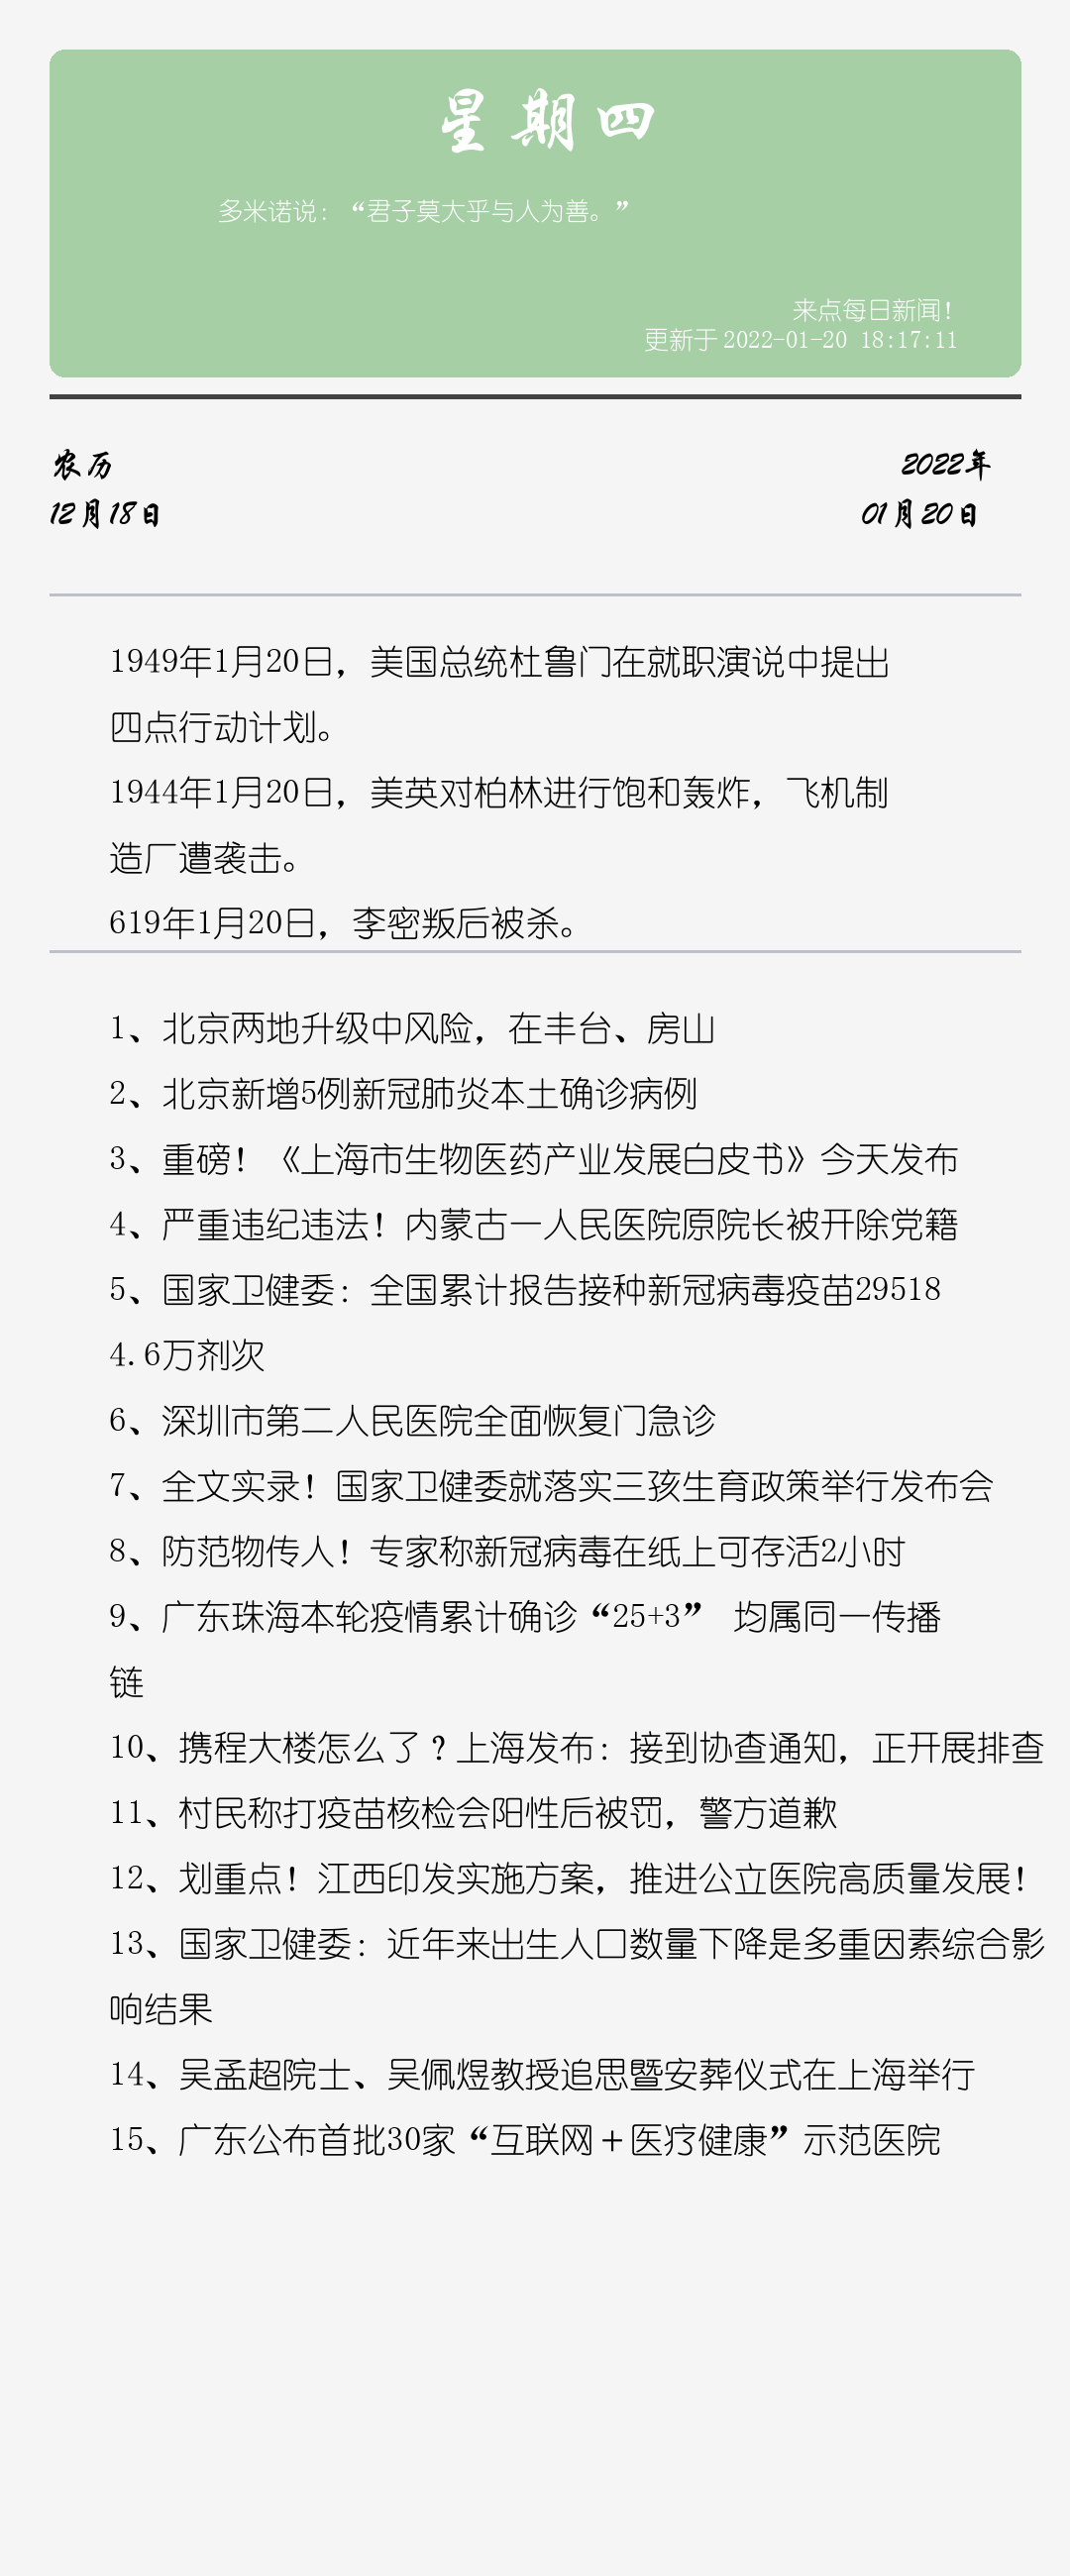 星期四
多米诺说：“君子莫大乎与人为善。”
来点每日新闻！
更新于 2022-01-20 18:17:11
农历
2022年
12月18日
01月20日
1949年1月20日，美国总统杜鲁门在就职演说中提出
四点行动计划。
1944年1月20日，美英对柏林进行饱和轰炸，飞机制
造厂遭袭击。
619年1月20日，李密叛后被杀。
1、北京两地升级中风险，在丰台、房山
2、北京新增5例新冠肺炎本土确诊病例
3、重磅！《上海市生物医药产业发展白皮书》今天发布
4、严重违纪违法！内蒙古一人民医院原院长被开除党籍
5、国家卫健委：全国累计报告接种新冠病毒疫苗29518
4.6万剂次
6、深圳市第二人民医院全面恢复门急诊
7、全文实录！国家卫健委就落实三孩生育政策举行发布会
8、防范物传人！专家称新冠病毒在纸上可存活2小时
9、广东珠海本轮疫情累计确诊“25+3” 均属同一传播
链
10、携程大楼怎么了？上海发布：接到协查通知，正开展排查
11、村民称打疫苗核检会阳性后被罚，警方道歉
12、划重点！江西印发实施方案，推进公立医院高质量发展！
13、国家卫健委：近年来出生人口数量下降是多重因素综合影
响结果
14、吴孟超院士、吴佩煜教授追思暨安葬仪式在上海举行
15、广东公布首批30家“互联网＋医疗健康”示范医院